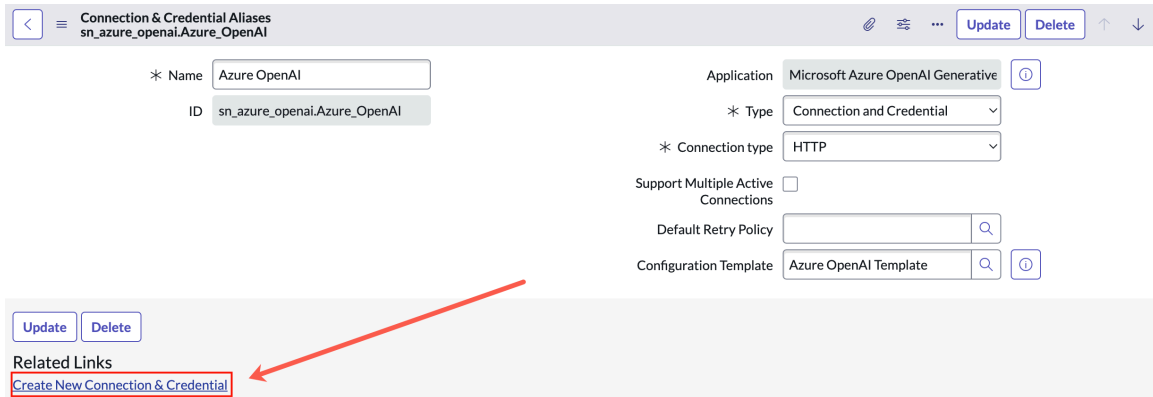 Connection & Credential Aliases
sn_azure_openai.Azure_OpenAI
Update
Delete
Name
Azure OpenAI
ID
sn_azure_openai.Azure_OpenAI
Application
Microsoft Azure OpenAI Generative
Type
Connection and Credential
Connection type
HTTP
Support Multiple Active
Connections
Default Retry Policy
Configuration Template
Azure OpenAI Template
Update
Delete
Related Links
Create New Connection & Credential